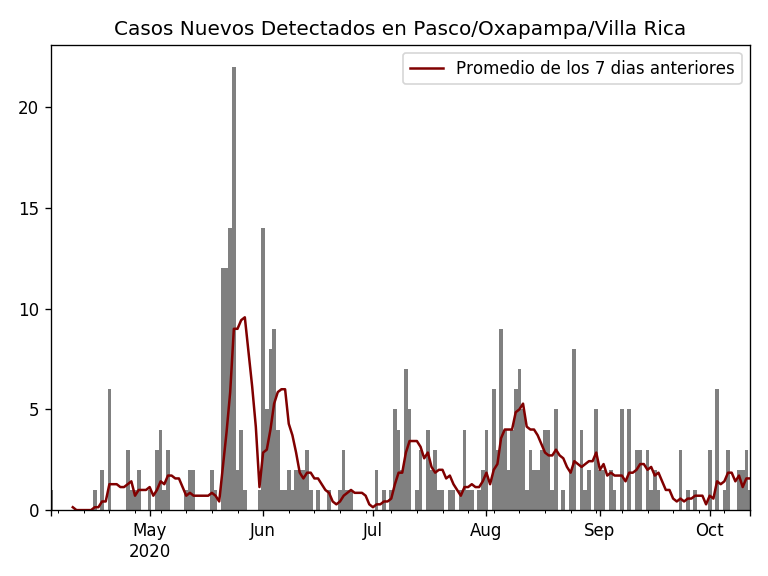 Casos Nuevos Detectados en Pasco/Oxapampa/Villa Rica
Promedio de los 7 dias anteriores
20
15
10
5
0
May Jun Jul Aug Sep Oct
2020